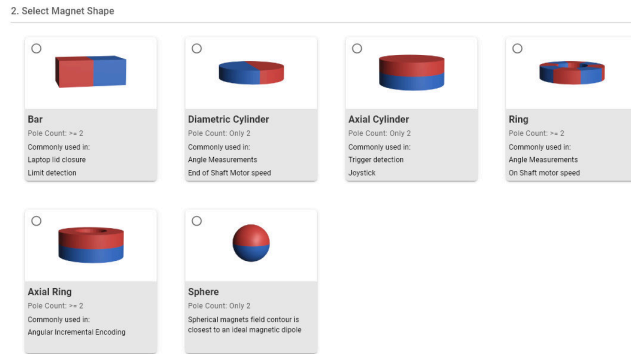 2. Select Magnet Shape
Bar
Pole Count: >= 2
Commonly used in:
Laptop lid closure
Limit detection
Diametric Cylinder
Pole Count: Only 2
Commonly used in:
Angle Measurements
End of Shaft Motor speed
Axial Cylinder
Pole Count: Only 2
Commonly used in:
Trigger detection
Joystick
Ring
Pole Count: >= 2
Commonly used in:
Angle Measurements
On Shaft motor speed
Axial Ring
Pole Count: >= 2
Commonly used in:
Angular Incremental Encoding
Sphere
Pole Count: Only 2
Spherical magnets field contour is
closest to an ideal magnetic dipole